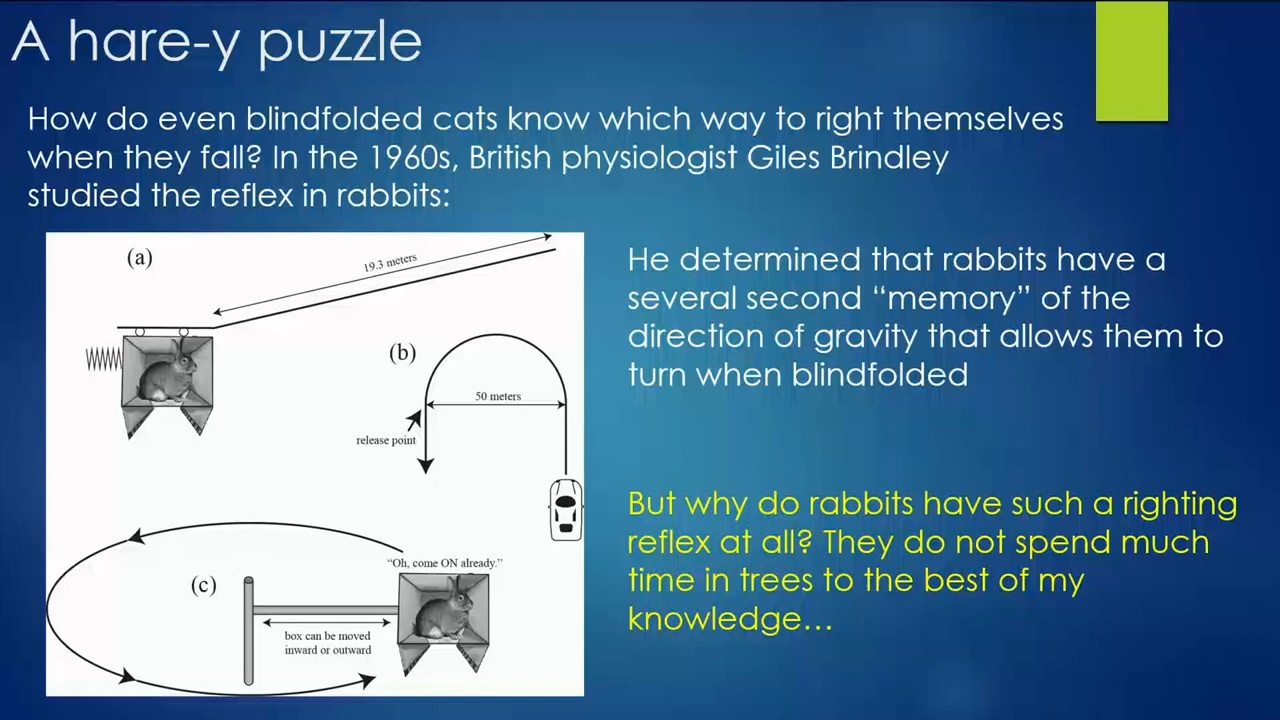 A hare-y puzzle
How do even blindfolded cats know which way to right themselves
when they fall? In the 1960s, British physiologist Giles Brindley
studied the reflex in rabbits:
(a)
19.3 meters
(b)
50 meters
release point
(c)
"Oh, come ON already."
box can be moved
inward or outward
He determined that rabbits have a
several second “memory” of the
direction of gravity that allows them to
turn when blindfolded
But why do rabbits have such a righting
reflex at all? They do not spend much
time in trees to the best of my
knowledge…